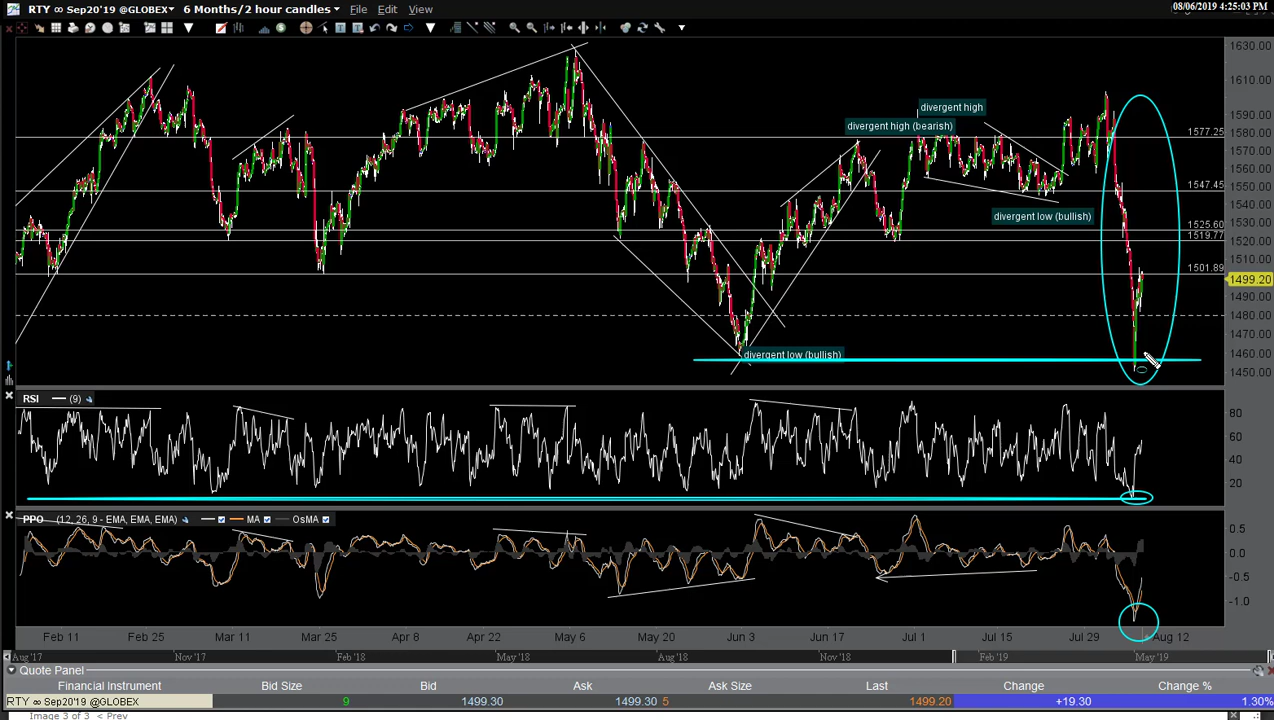 RTY ∞ Sep20'19 @GLOBEX 6 Months/2 hour candles File Edit View
08/06/2019 4:25:03 PM
1630.00
1610.00
divergent high
1590.00
divergent high (bearish)
1580.00
1577.25
1570.00
1560.00
1550.00
1547.45
1540.00
divergent low (bullish)
1530.00
1525.60
1519.77
1520.00
1510.00
1501.89
1499.20
1490.00
1480.00
1470.00
divergent low (bullish)
1460.00
1450.00
RSI (9)
80
60
40
20
PPO (12, 26, 9 - EMA, EMA, EMA) MA OsMA
0.5
0.0
-0.5
-1.0
Feb 11 Feb 25 Mar 11 Mar 25 Apr 8 Apr 22 May 6 May 20 Jun 3 Jun 17 Jul 1 Jul 15 Jul 29 Aug 12
Aug '17 Nov '17 Feb '18 May '18 Aug '18 Nov '18 Feb '19 May '19
Quote Panel
Financial Instrument Bid Size Bid Ask Ask Size Last Change Change %
RTY ∞ Sep20'19 @GLOBEX 9 1499.10 1499.30 5 1499.20 +19.30 1.30%
Image 3 of 3 < Prev